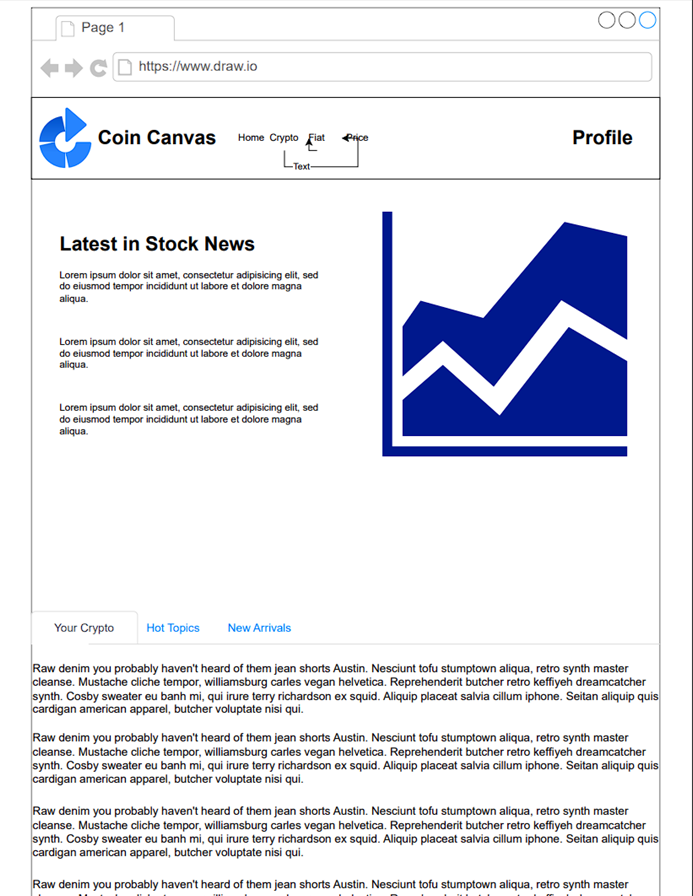 Page 1
https://www.draw.io
Coin Canvas
Home Crypto Fiat Price
Profile
Text
Latest in Stock News
Lorem ipsum dolor sit amet, consectetur adipisicing elit, sed
do eiusmod tempor incididunt ut labore et dolore magna
aliqua.
Lorem ipsum dolor sit amet, consectetur adipisicing elit, sed
do eiusmod tempor incididunt ut labore et dolore magna
aliqua.
Lorem ipsum dolor sit amet, consectetur adipisicing elit, sed
do eiusmod tempor incididunt ut labore et dolore magna
aliqua.
Your Crypto Hot Topics New Arrivals
Raw denim you probably haven't heard of them jean shorts Austin. Nesciunt tofu stumptown aliqua, retro synth master
cleanse. Mustache cliche tempor, williamsburg carles vegan helvetica. Reprehenderit butcher retro keffiyeh dreamcatcher
synth. Cosby sweater eu banh mi, qui irure terry richardson ex squid. Aliquip placeat salvia cillum iphone. Seitan aliquip quis
cardigan american apparel, butcher voluptate nisi qui.
Raw denim you probably haven't heard of them jean shorts Austin. Nesciunt tofu stumptown aliqua, retro synth master
cleanse. Mustache cliche tempor, williamsburg carles vegan helvetica. Reprehenderit butcher retro keffiyeh dreamcatcher
synth. Cosby sweater eu banh mi, qui irure terry richardson ex squid. Aliquip placeat salvia cillum iphone. Seitan aliquip quis
cardigan american apparel, butcher voluptate nisi qui.
Raw denim you probably haven't heard of them jean shorts Austin. Nesciunt tofu stumptown aliqua, retro synth master
cleanse. Mustache cliche tempor, williamsburg carles vegan helvetica. Reprehenderit butcher retro keffiyeh dreamcatcher
synth. Cosby sweater eu banh mi, qui irure terry richardson ex squid. Aliquip placeat salvia cillum iphone. Seitan aliquip quis
cardigan american apparel, butcher voluptate nisi qui.
Raw denim you probably haven't heard of them jean shorts Austin. Nesciunt tofu stumptown aliqua, retro synth master